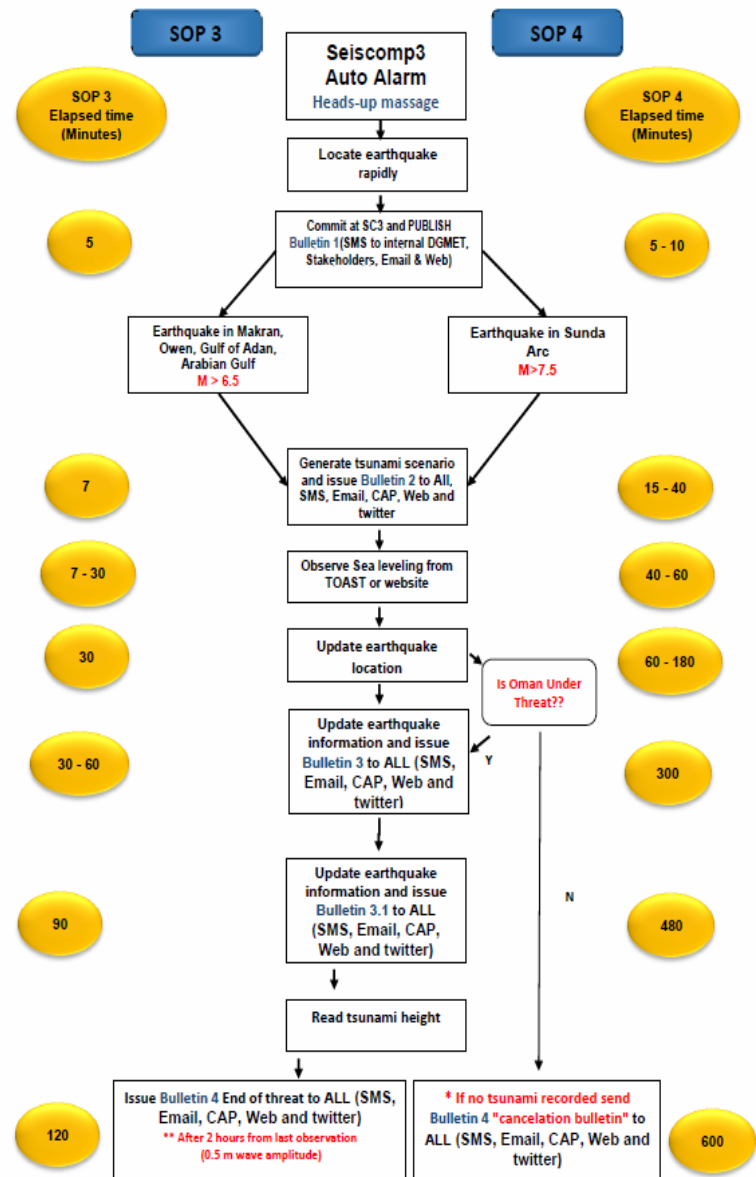 SOP 3
SOP 4
Seiscomp3
Auto Alarm
Heads-up massage
SOP 3
Elapsed time
(Minutes)
SOP 4
Elapsed time
(Minutes)
Locate earthquake
rapidly
5
Commit at SC3 and PUBLISH
Bulletin 1(SMS to internal DGMET,
Stakeholders, Email & Web)
5 - 10
Earthquake in Makran,
Owen, Gulf of Adan,
Arabian Gulf
M > 6.5
Earthquake in Sunda
Arc
M>7.5
7
Generate tsunami scenario
and issue Bulletin 2 to All,
SMS, Email, CAP, Web and
twitter
15 - 40
7 - 30
Observe Sea leveling from
TOAST or website
40 - 60
30
Update earthquake
location
60 - 180
Is Oman Under
Threat??
30 - 60
Update earthquake
information and issue
Bulletin 3 to ALL (SMS,
Email, CAP, Web and
twitter)
Y
300
90
Update earthquake
information and issue
Bulletin 3.1 to ALL
(SMS, Email, CAP,
Web and twitter)
N
480
Read tsunami height
120
Issue Bulletin 4 End of threat to ALL (SMS,
Email, CAP, Web and twitter)
** After 2 hours from last observation
(0.5 m wave amplitude)
* If no tsunami recorded send
Bulletin 4 "cancelation bulletin" to
ALL (SMS, Email, CAP, Web and
twitter)
600